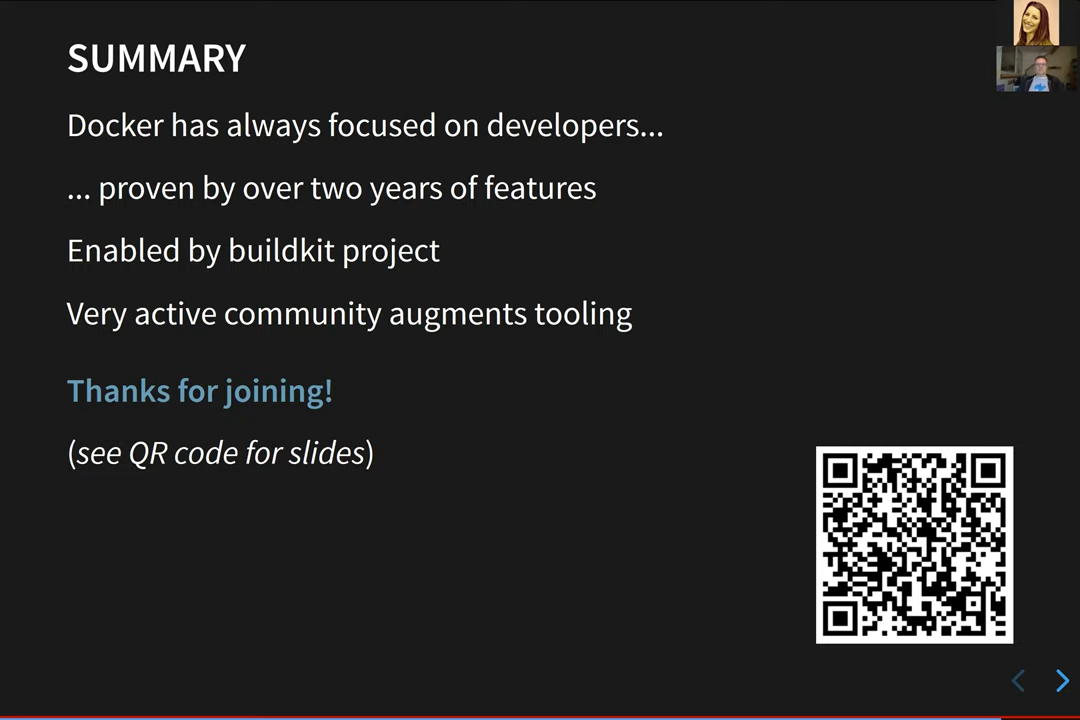 SUMMARY
Docker has always focused on developers...
... proven by over two years of features
Enabled by buildkit project
Very active community augments tooling
Thanks for joining!
(see QR code for slides)